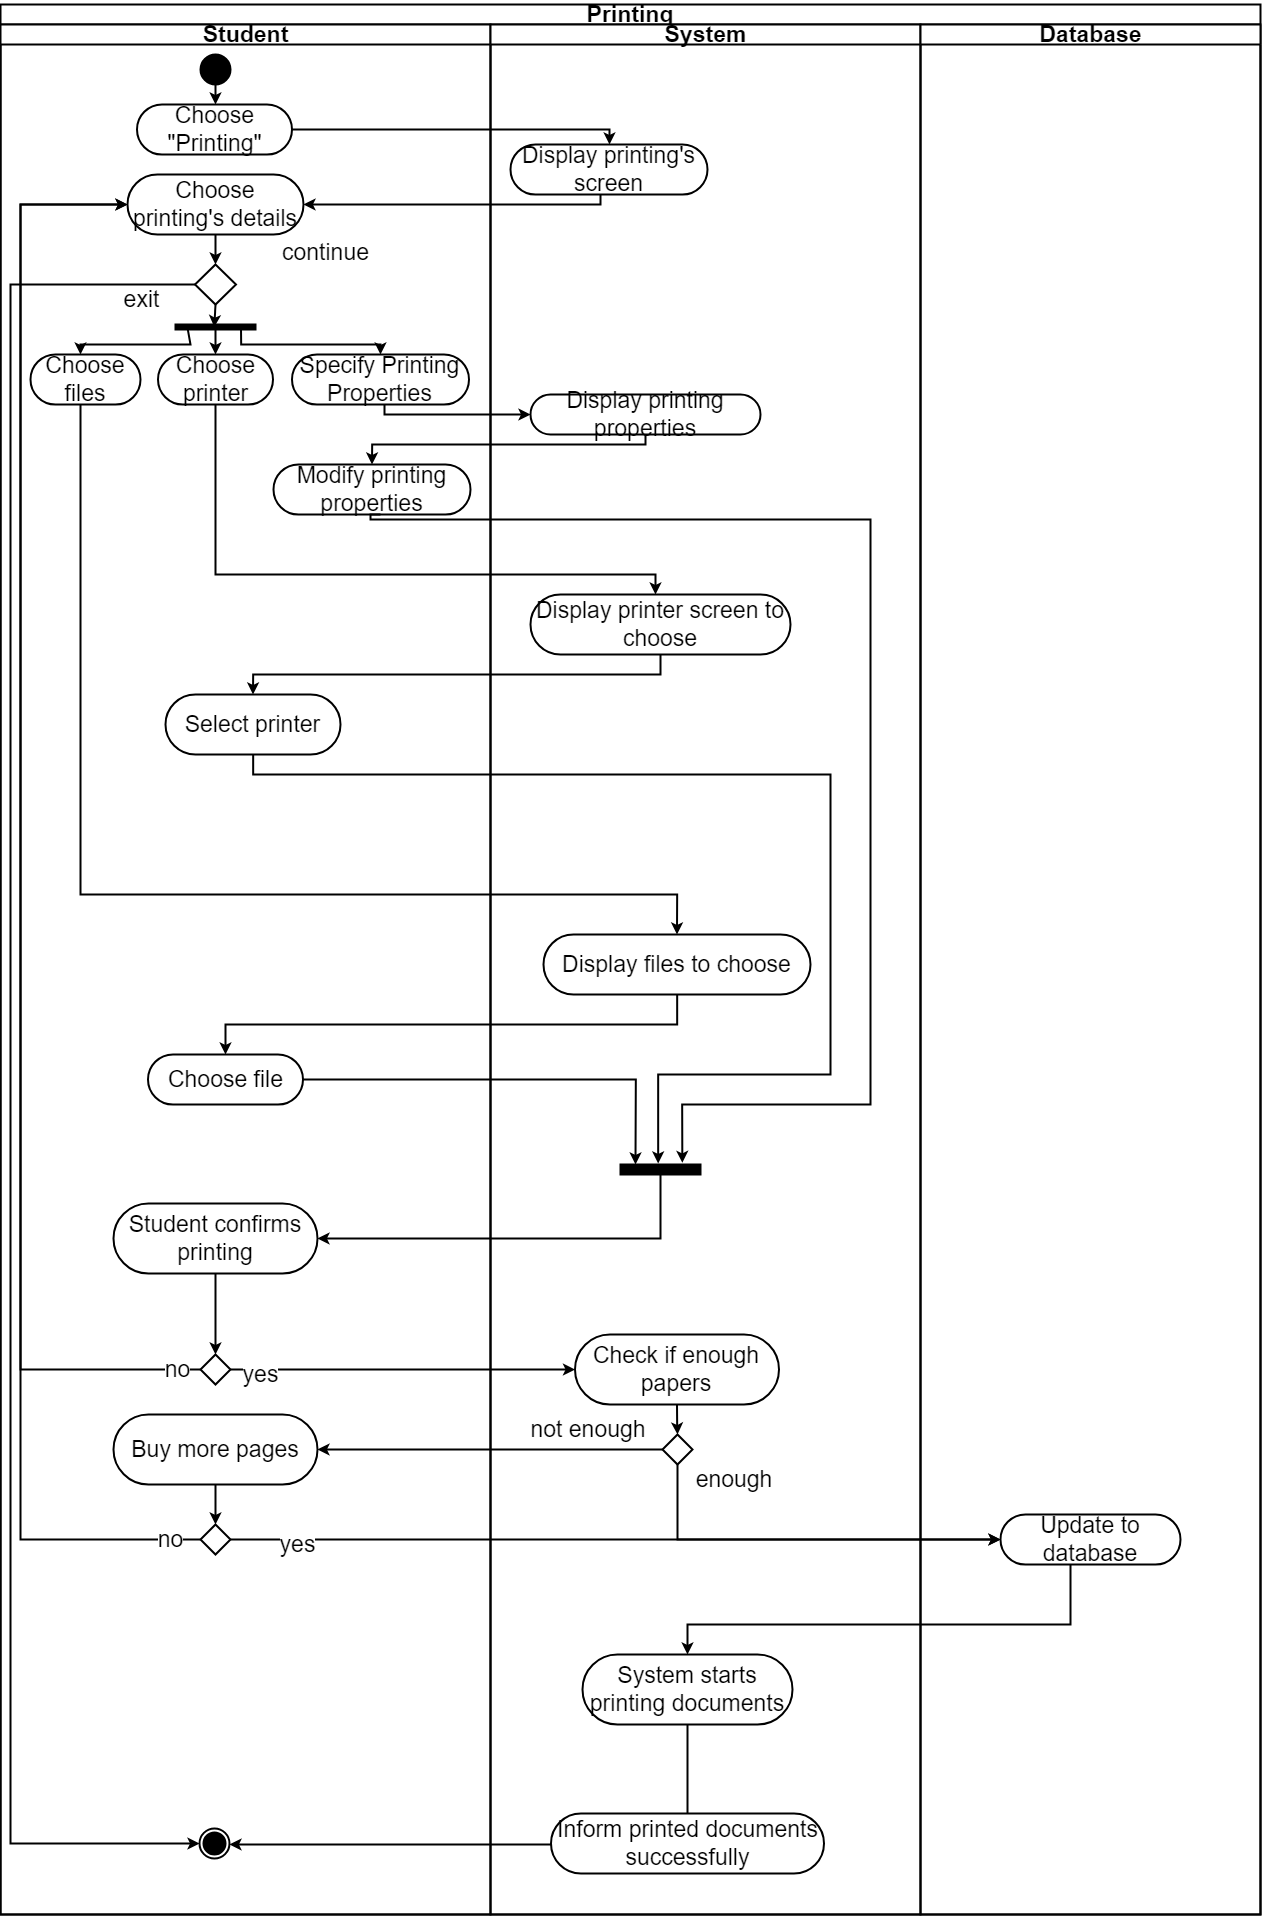 Printing
Student
System
Database
Choose
"Printing"
Display printing's
screen
Choose
printing's details
continue
exit
Choose
files
Choose
printer
Specify Printing
Properties
Display printing
properties
Modify printing
properties
Display printer screen to
choose
Select printer
Display files to choose
Choose file
Student confirms
printing
no
yes
Check if enough
papers
not enough
Buy more pages
enough
no
yes
Update to
database
System starts
printing documents
Inform printed documents
successfully